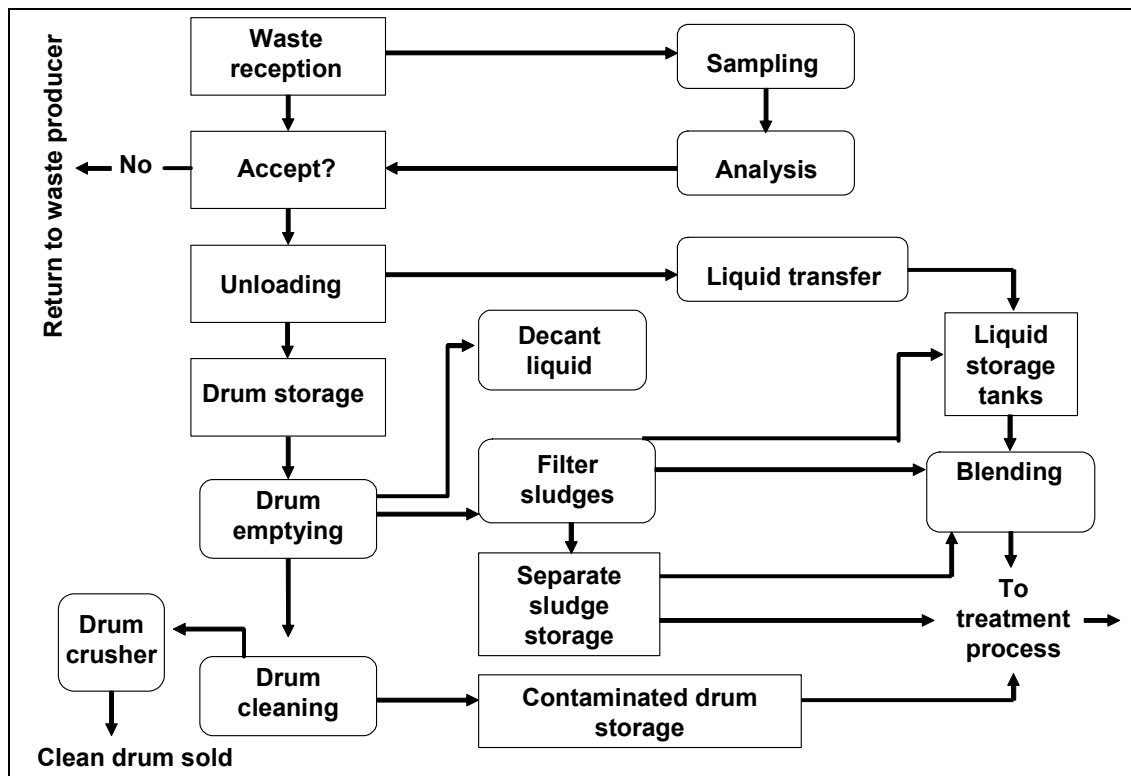 Waste
reception
Sampling
Return to waste producer
No
Accept?
Analysis
Unloading
Liquid transfer
Decant
liquid
Liquid
storage
tanks
Drum storage
Filter
sludges
Blending
Drum
emptying
Separate
sludge
storage
To
treatment
process
Drum
crusher
Drum
cleaning
Contaminated drum
storage
Clean drum sold